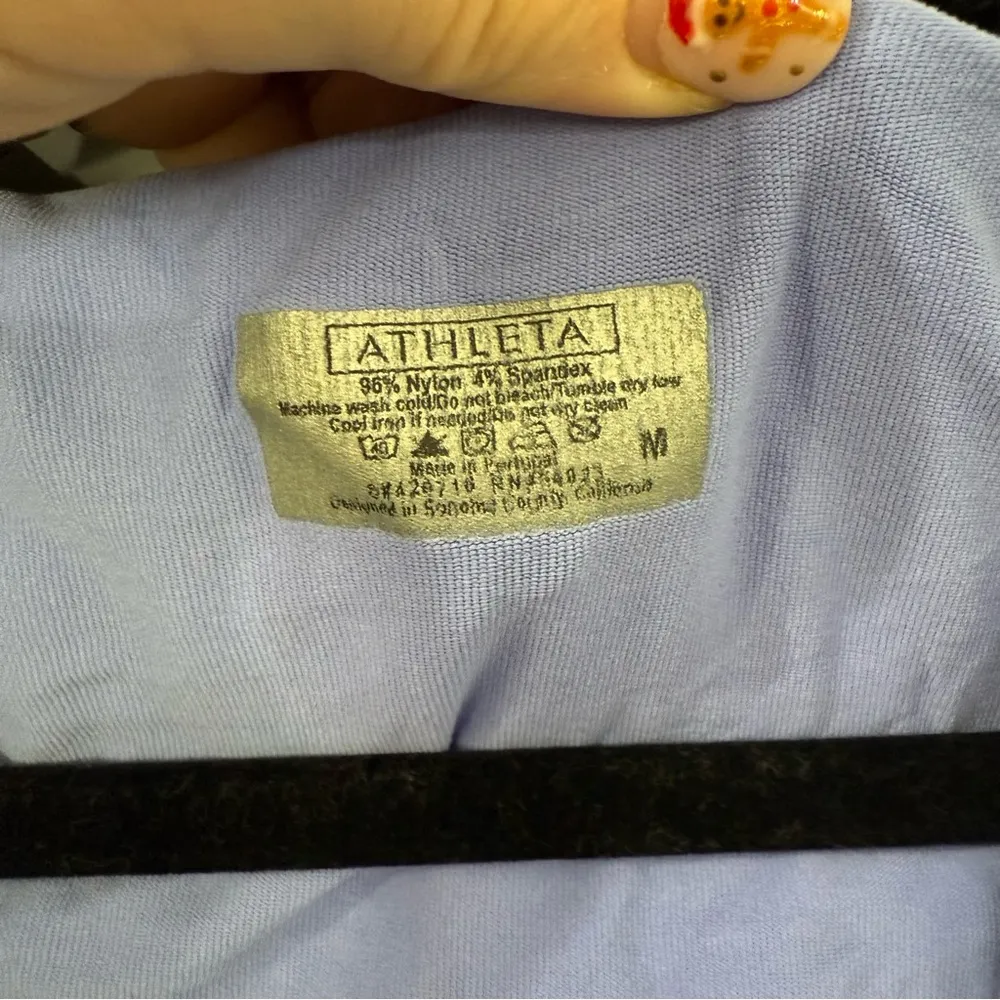 ATHLETA
96% Nylon 4% Spandex
Machine wash cold/Do not bleach/Tumble dry low
Cool iron if needed/Do not dry clean
40
M
Made in Portugal
Designed in Sonoma County, California